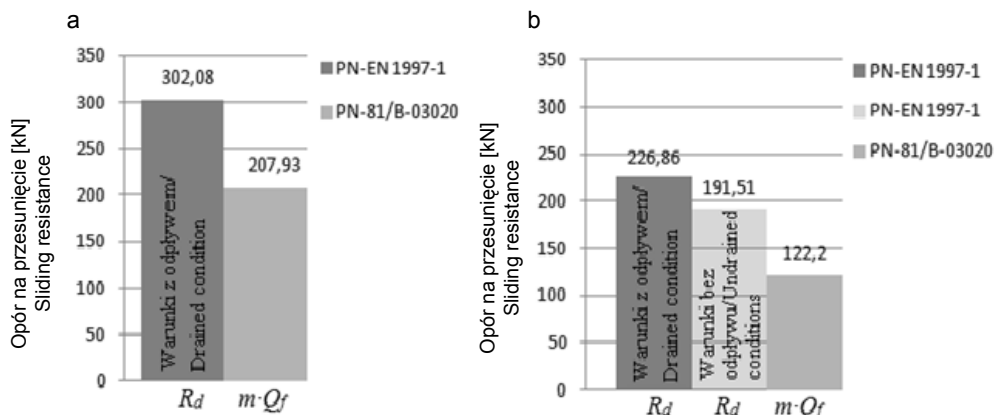 a
Opór na przesunięcie [kN]
Sliding resistance
350
300
250
200
150
100
50
0
302,08
207,93
Warunki z odpływem/
Drained condition
Rd
m·Qf
PN-EN 1997-1
PN-81/B-03020
b
Opór na przesunięcie [kN]
Sliding resistance
350
300
250
200
150
100
50
0
226,86
191,51
122,2
Warunki z odpływem/
Drained condition
Warunki bez
odpływu/Undrained
conditions
Rd
Rd
m·Qf
PN-EN 1997-1
PN-EN 1997-1
PN-81/B-03020